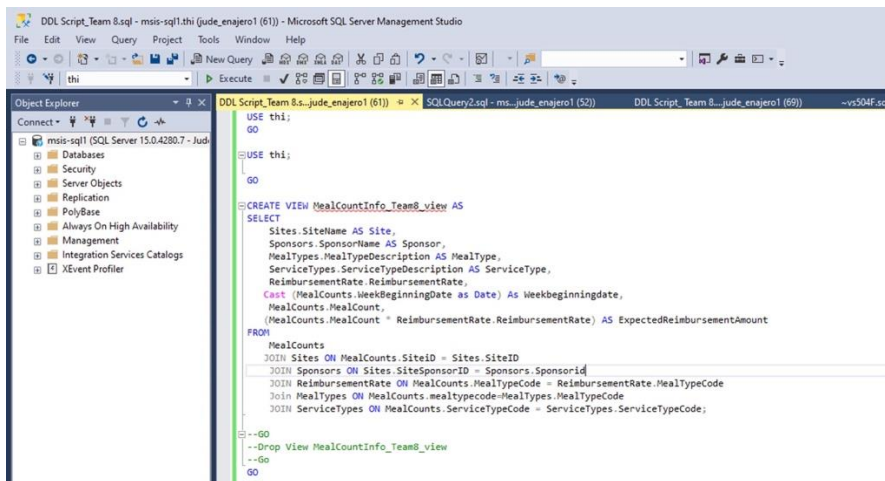 DDL Script_Team 8.sql - msis-sql1.thi (jude_enajero1 (61)) - Microsoft SQL Server Management Studio
File Edit View Query Project Tools Window Help
New Query
thi Execute
Object Explorer
DDL Script_Team 8.s...jude_enajero1 (61)) SQLQuery2.sql - ms...jude_enajero1 (52)) DDL Script_ Team 8....jude_enajero1 (69)) ~vs504F.s
Connect
msis-sql1 (SQL Server 15.0.4280.7 - Jud
Databases
Security
Server Objects
Replication
PolyBase
Always On High Availability
Management
Integration Services Catalogs
XEvent Profiler
USE thi;
GO
USE thi;
GO
CREATE VIEW MealCountInfo_Team8_view AS
SELECT
Sites.SiteName AS Site,
Sponsors.SponsorName AS Sponsor,
MealTypes.MealTypeDescription AS MealType,
ServiceTypes.ServiceTypeDescription AS ServiceType,
ReimbursementRate.ReimbursementRate,
Cast (MealCounts.WeekBeginningDate as Date) As Weekbeginningdate,
MealCounts.MealCount,
(MealCounts.MealCount * ReimbursementRate.ReimbursementRate) AS ExpectedReimbursementAmount
FROM
MealCounts
JOIN Sites ON MealCounts.SiteiD = Sites.SiteID
JOIN Sponsors ON Sites.SiteSponsorID = Sponsors.Sponsorid
JOIN ReimbursementRate ON MealCounts.MealTypeCode = ReimbursementRate.MealTypeCode
Join MealTypes ON MealCounts.mealtypecode=MealTypes.MealTypeCode
JOIN ServiceTypes ON MealCounts.ServiceTypeCode = ServiceTypes.ServiceTypeCode;
--GO
--Drop View MealCountInfo_Team8_view
--Go
GO